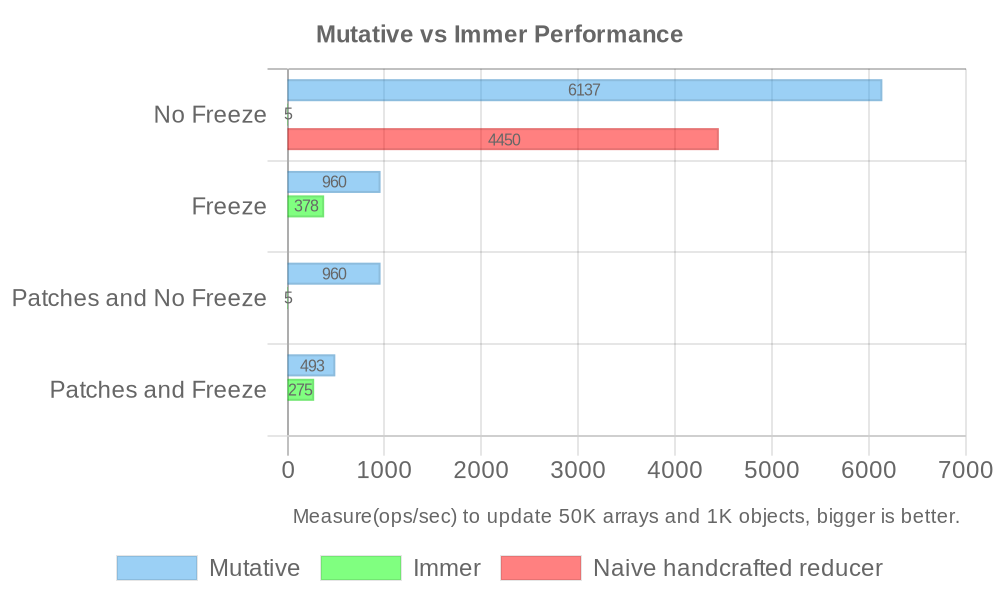 Mutative vs Immer Performance
No Freeze
6137
5
4450
Freeze
960
378
Patches and No Freeze
960
5
Patches and Freeze
493
275
0 1000 2000 3000 4000 5000 6000 7000
Measure(ops/sec) to update 50K arrays and 1K objects, bigger is better.
Mutative Immer Naive handcrafted reducer